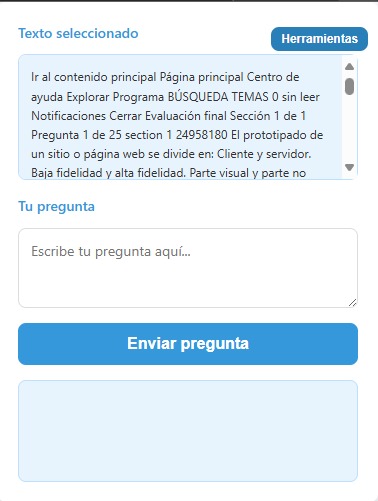 Texto seleccionado
Herramientas
Ir al contenido principal Página principal Centro de
ayuda Explorar Programa BÚSQUEDA TEMAS 0 sin leer
Notificaciones Cerrar Evaluación final Sección 1 de 1
Pregunta 1 de 25 section 1 24958180 El prototipado de
un sitio o página web se divide en: Cliente y servidor.
Baja fidelidad y alta fidelidad. Parte visual y parte no
Tu pregunta
Escribe tu pregunta aquí...
Enviar pregunta